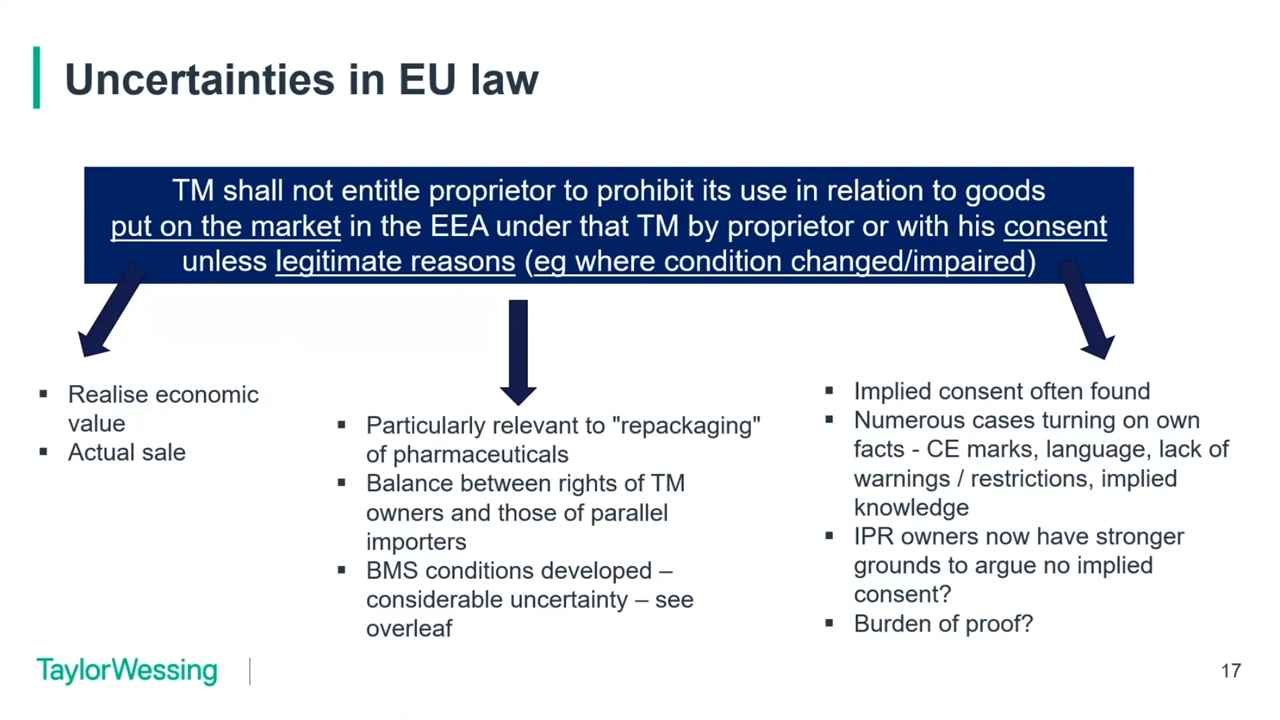 Uncertainties in EU law
TM shall not entitle proprietor to prohibit its use in relation to goods
put on the market in the EEA under that TM by proprietor or with his consent
unless legitimate reasons (eg where condition changed/impaired)
▪ Realise economic
value
▪ Actual sale
▪ Particularly relevant to "repackaging"
of pharmaceuticals
▪ Balance between rights of TM
owners and those of parallel
importers
▪ BMS conditions developed –
considerable uncertainty – see
overleaf
▪ Implied consent often found
▪ Numerous cases turning on own
facts - CE marks, language, lack of
warnings / restrictions, implied
knowledge
▪ IPR owners now have stronger
grounds to argue no implied
consent?
▪ Burden of proof?
TaylorWessing
17